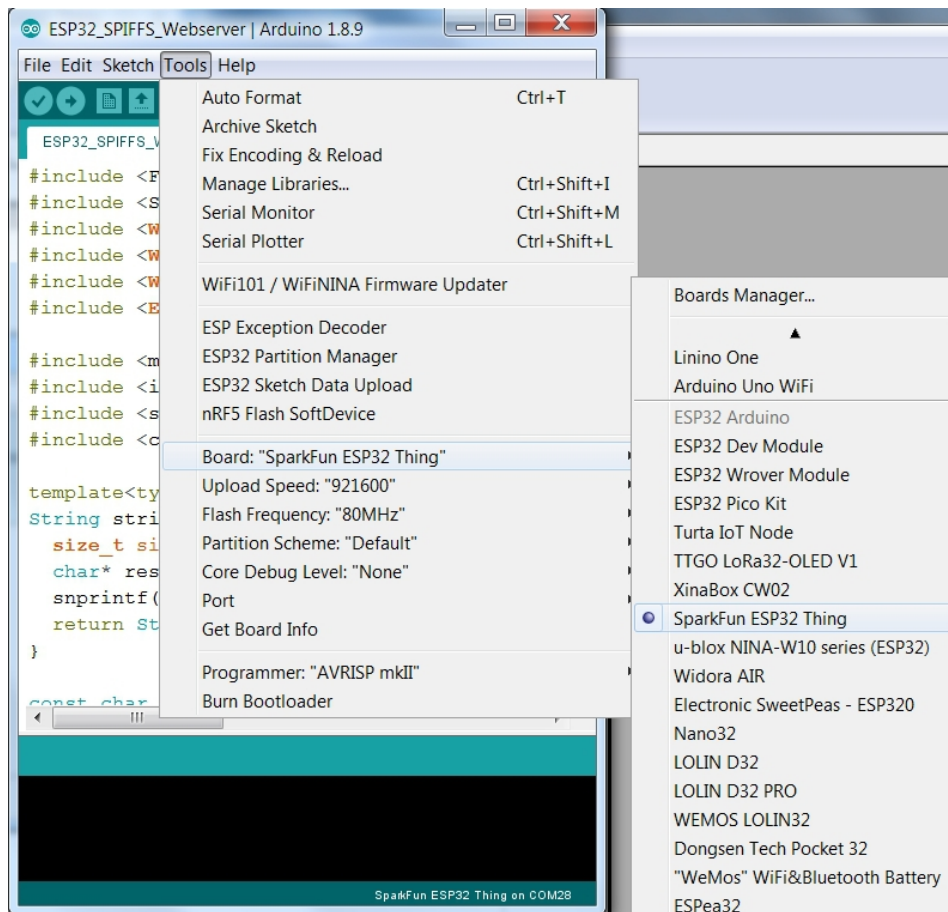 ESP32_SPIFFS_Webserver | Arduino 1.8.9
File Edit Sketch Tools Help
ESP32_SPIFFS_W
#include <F
#include <S
#include <W
#include <W
#include <W
#include <E
#include <m
#include <i
#include <s
#include <c
template<ty
String stri
size_t si
char* res
snprintf(
return St
}
const char
Auto Format Ctrl+T
Archive Sketch
Fix Encoding & Reload
Manage Libraries... Ctrl+Shift+I
Serial Monitor Ctrl+Shift+M
Serial Plotter Ctrl+Shift+L
WiFi101 / WiFiNINA Firmware Updater
ESP Exception Decoder
ESP32 Partition Manager
ESP32 Sketch Data Upload
nRF5 Flash SoftDevice
Board: "SparkFun ESP32 Thing"
Upload Speed: "921600"
Flash Frequency: "80MHz"
Partition Scheme: "Default"
Core Debug Level: "None"
Port
Get Board Info
Programmer: "AVRISP mkII"
Burn Bootloader
Boards Manager...
Linino One
Arduino Uno WiFi
ESP32 Arduino
ESP32 Dev Module
ESP32 Wrover Module
ESP32 Pico Kit
Turta IoT Node
TTGO LoRa32-OLED V1
XinaBox CW02
SparkFun ESP32 Thing
u-blox NINA-W10 series (ESP32)
Widora AIR
Electronic SweetPeas - ESP320
Nano32
LOLIN D32
LOLIN D32 PRO
WEMOS LOLIN32
Dongsen Tech Pocket 32
"WeMos" WiFi&Bluetooth Battery
ESPea32
SparkFun ESP32 Thing on COM28